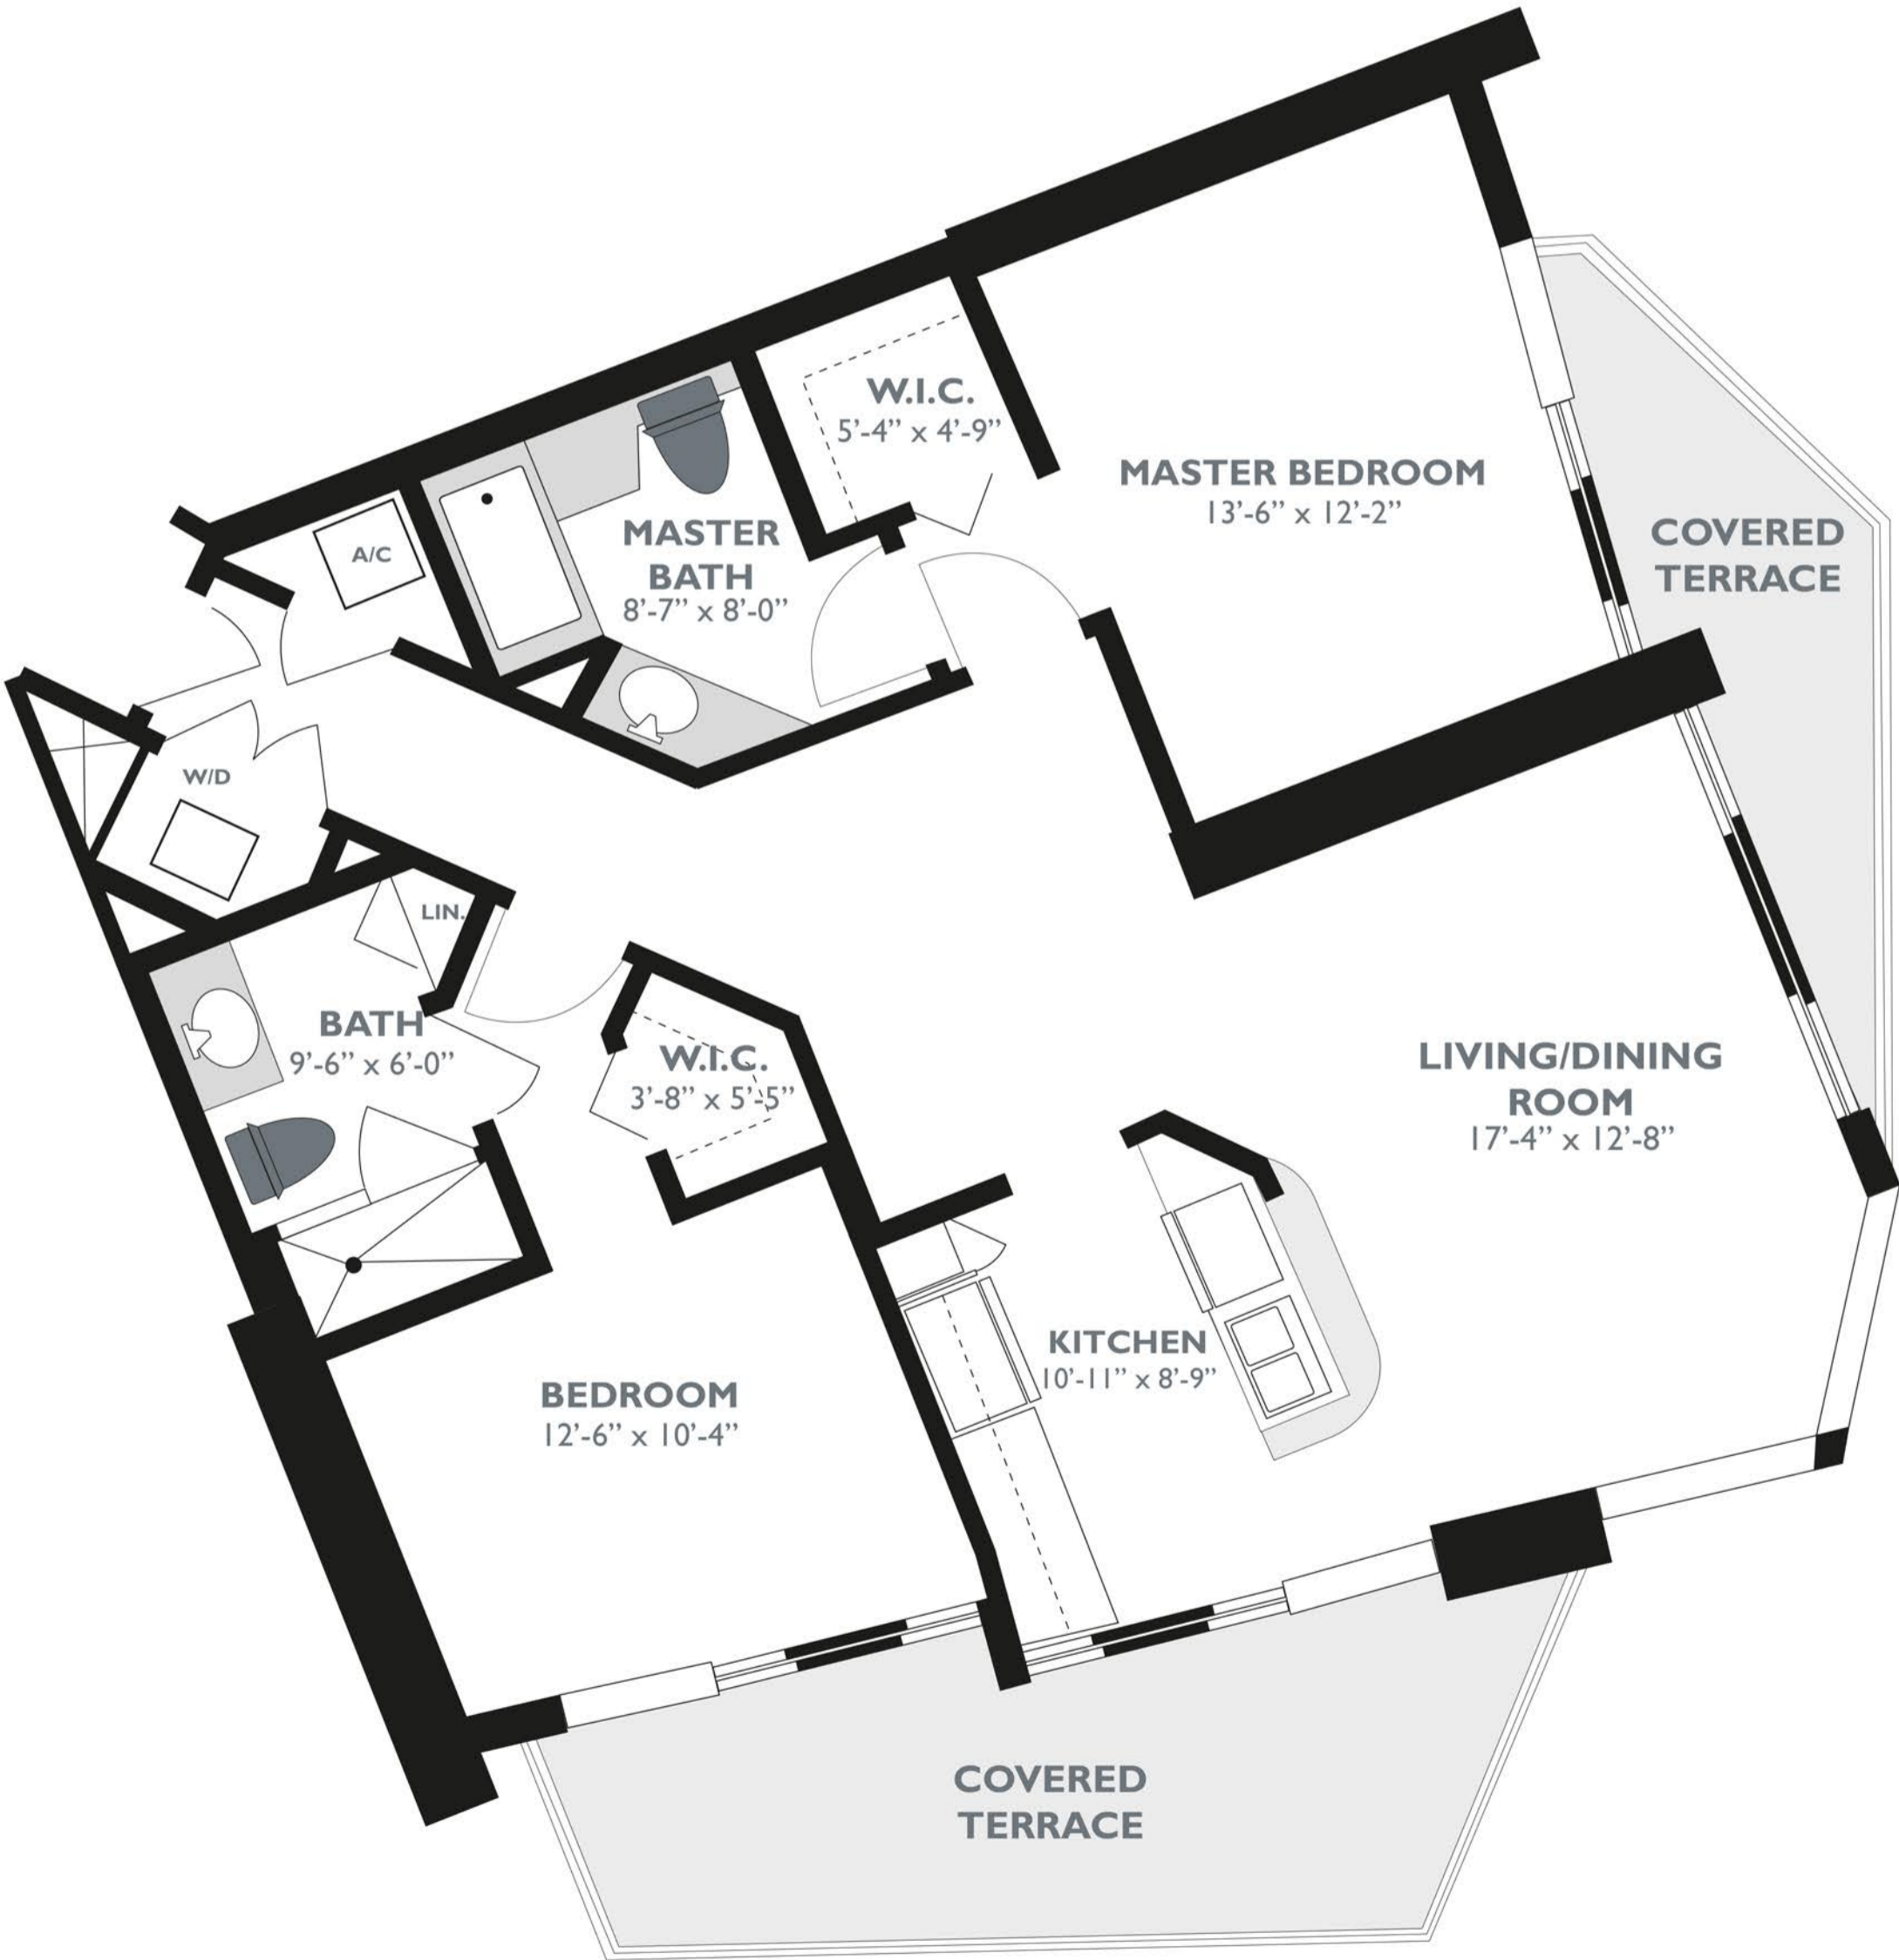 W.I.C.
5’-4” x 4’-9”
MASTER BEDROOM
13’-6” x 12’-2”
COVERED
TERRACE
MASTER
BATH
8’-7” x 8’-0”
A/C
W/D
LIN.
BATH
9’-6” x 6’-0”
W.I.C.
3’-8” x 5’-5”
LIVING/DINING
ROOM
17’-4” x 12’-8”
KITCHEN
10’-11” x 8’-9”
BEDROOM
12’-6” x 10’-4”
COVERED
TERRACE